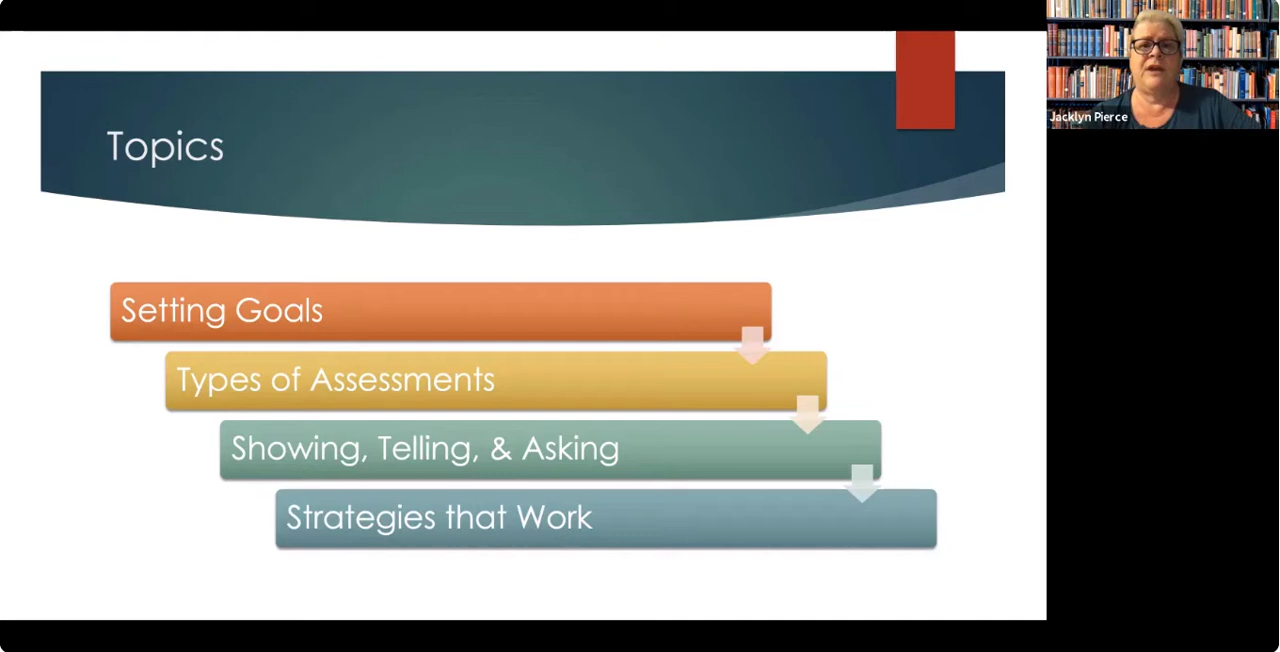 Topics
Jacklyn Pierce
Setting Goals
Types of Assessments
Showing, Telling, & Asking
Strategies that Work